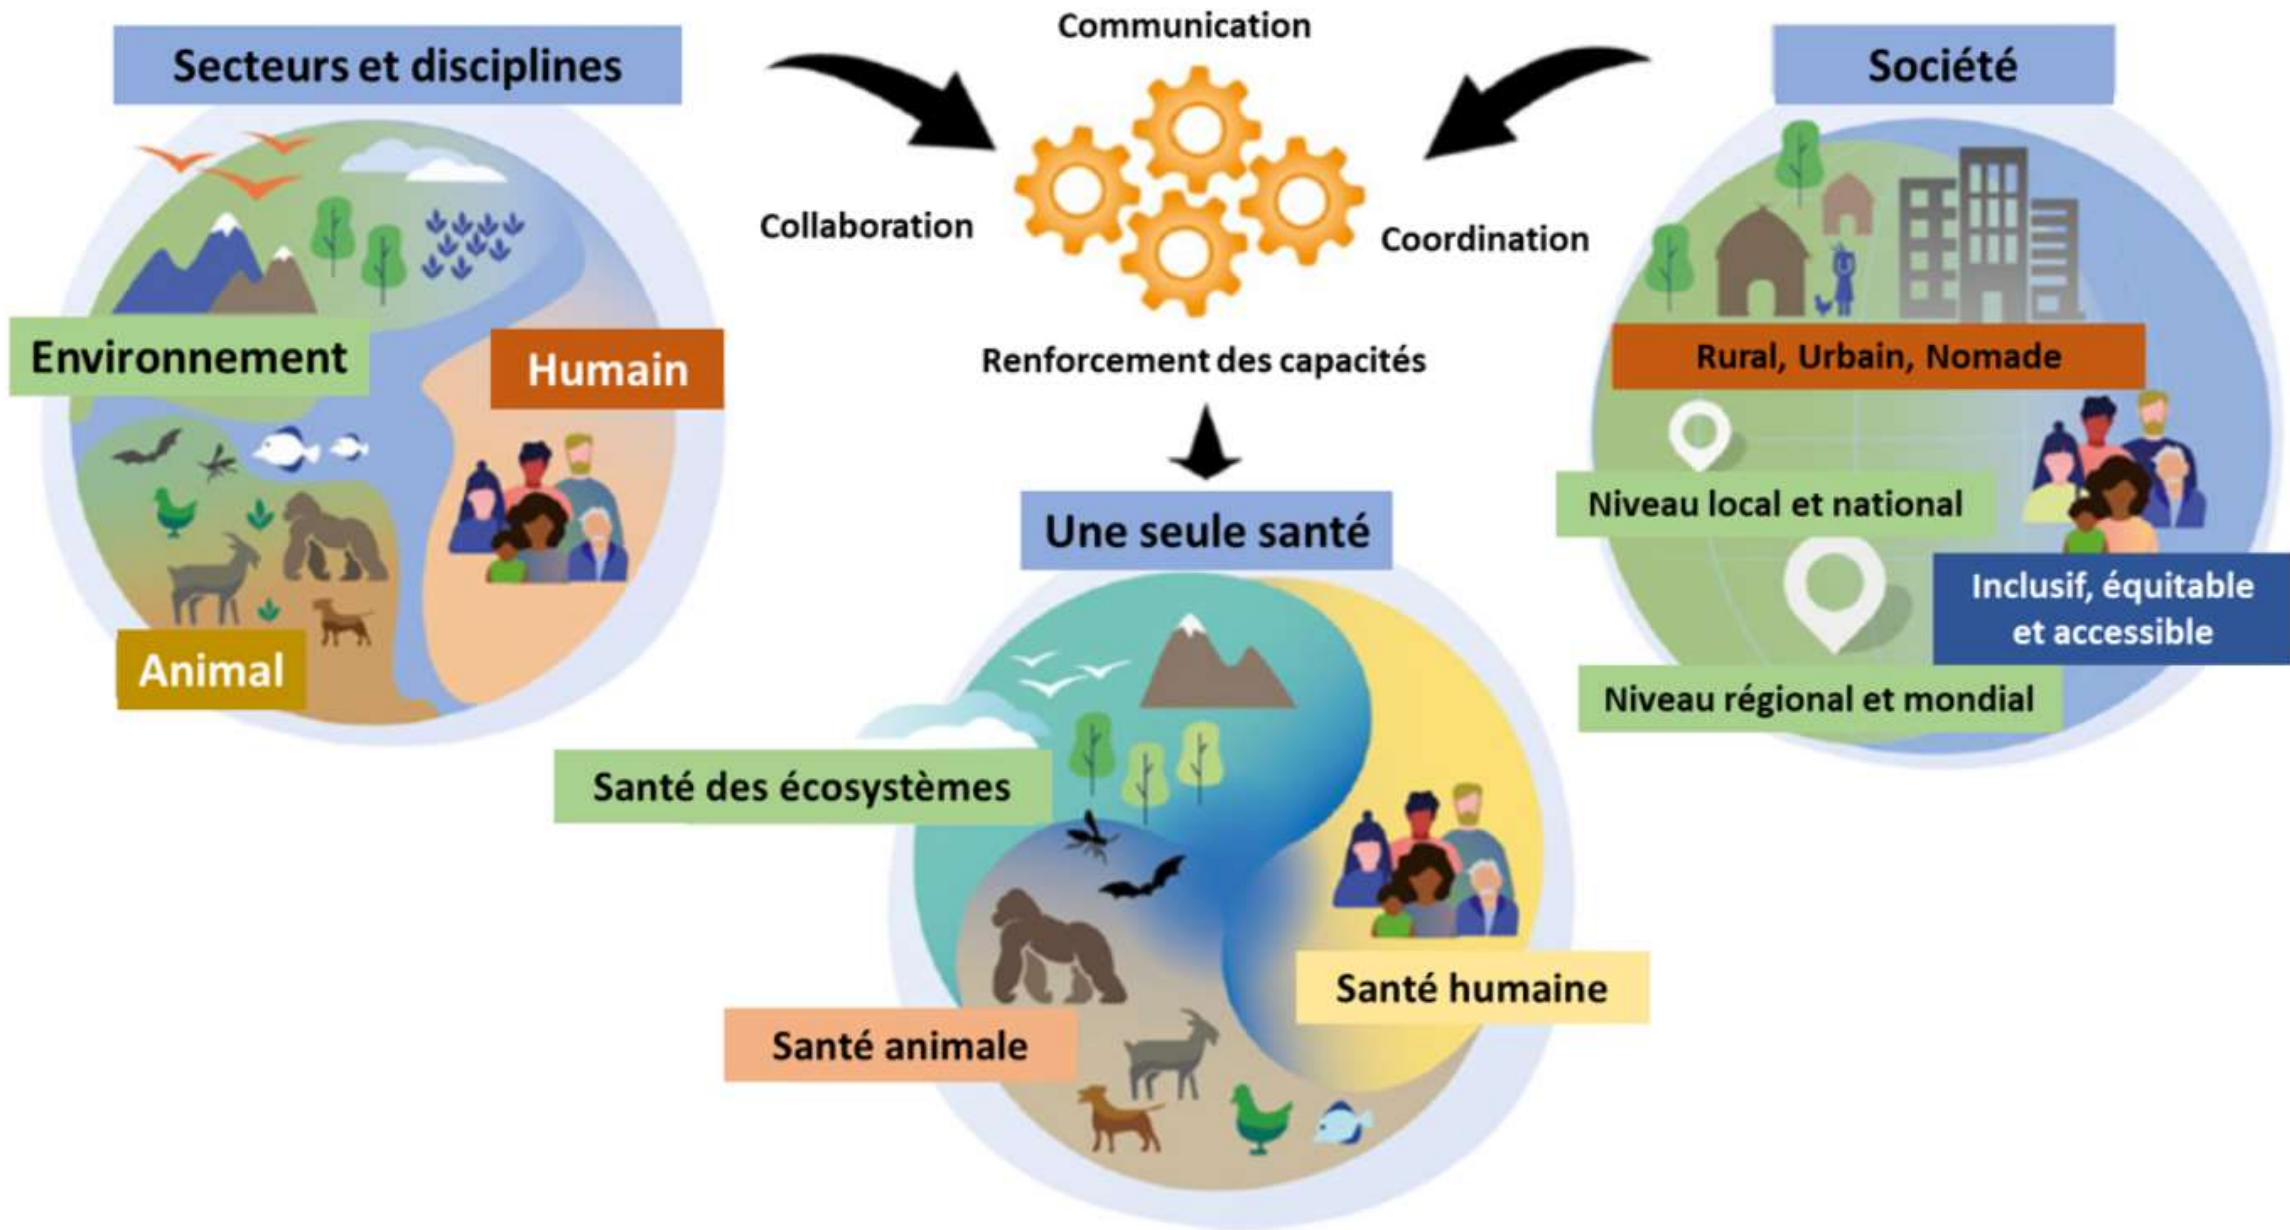 Secteurs et disciplines
Environnement
Humain
Animal
Communication
Collaboration
Coordination
Renforcement des capacités
Société
Rural, Urbain, Nomade
Niveau local et national
Inclusif, équitable
et accessible
Niveau régional et mondial
Une seule santé
Santé des écosystèmes
Santé humaine
Santé animale